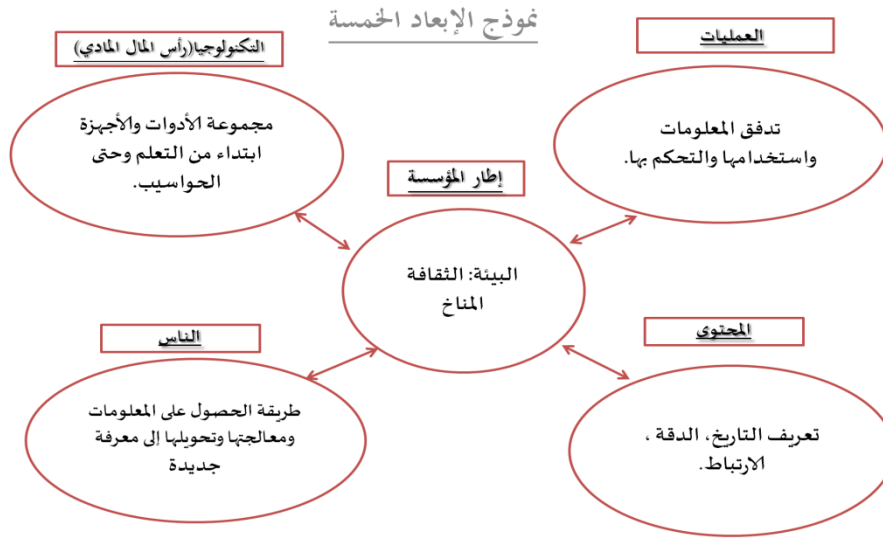 نموذج الإبعاد الخمسة
العمليات
التكنولوجيا(رأس المال المادي)
تدفق المعلومات
واستخدامها والتحكم بها.
مجموعة الأدوات والأجهزة
ابتداء من التعلم وحتى
الحواسيب.
إطار المؤسسة
البيئة: الثقافة
المناخ
المحتوى
الناس
تعريف التاريخ، الدقة ،
الارتباط.
طريقة الحصول على المعلومات
ومعالجتها وتحويلها إلى معرفة
جديدة